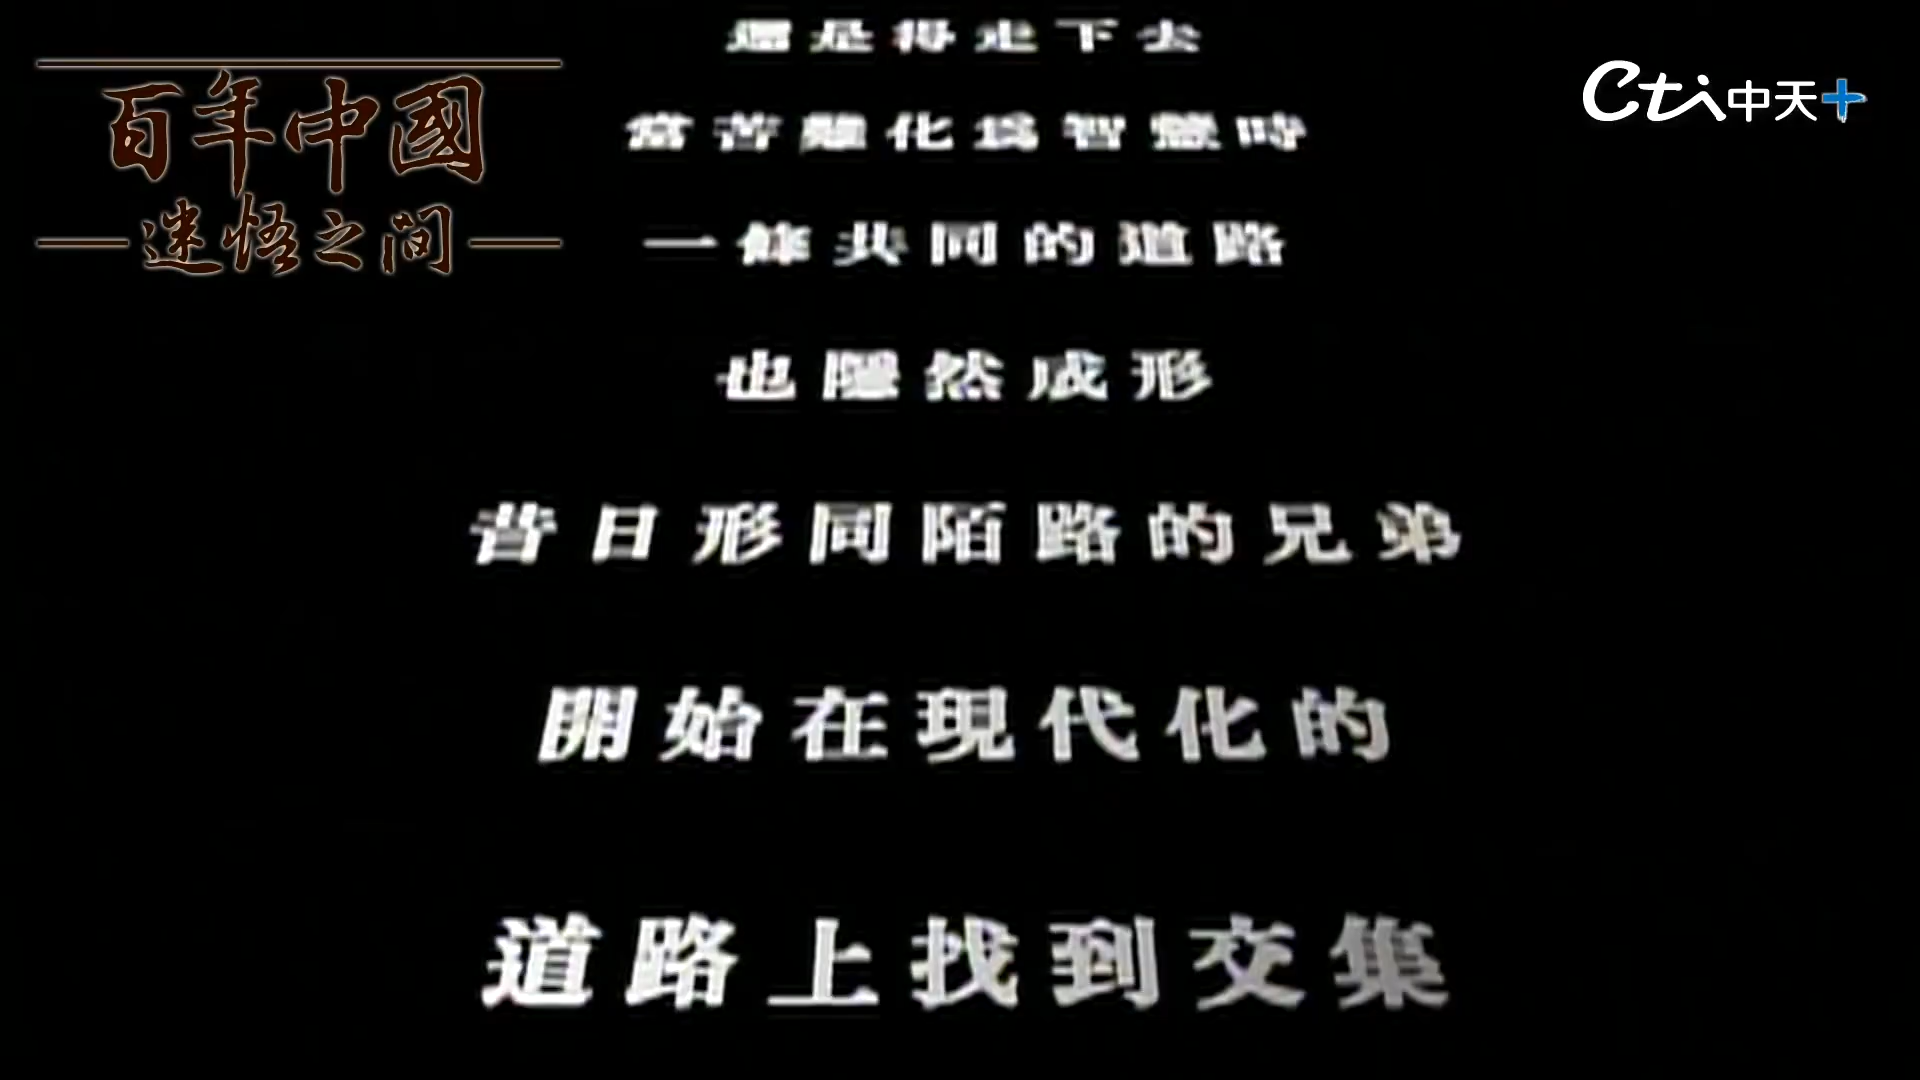 百年中國
迷悟之間
Cti中天+
還是得走下去
當苦難化為智慧時
一條共同的道路
也隱然成形
昔日形同陌路的兄弟
開始在現代化的
道路上找到交集